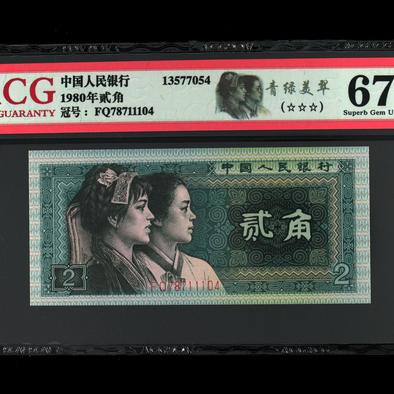 CG
GUARANTY
中国人民银行
1980年贰角
冠号：FQ78711104
13577054
青绿美翠
(☆☆☆)
67
Superb Gem U
中国人民银行
贰角
FQ78711104
2
2